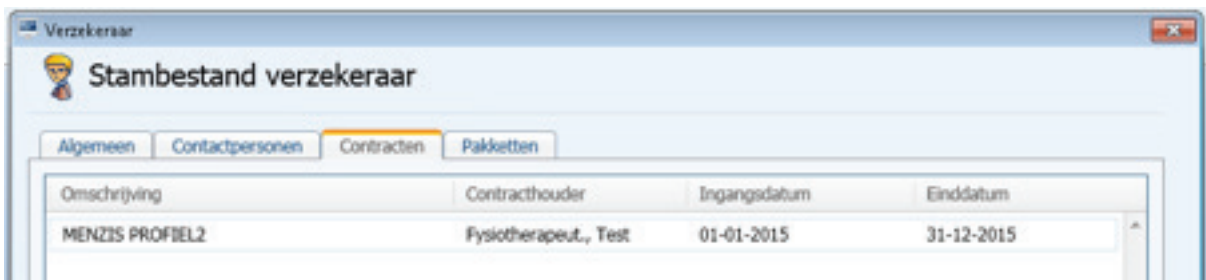 Verzekeraar
Stambestand verzekeraar
Algemeen Contactpersonen Contracten Pakketten
Omschrijving Contracthouder Ingangsdatum Einddatum
MENZIS PROFIEL2 Fysiotherapeut., Test 01-01-2015 31-12-2015